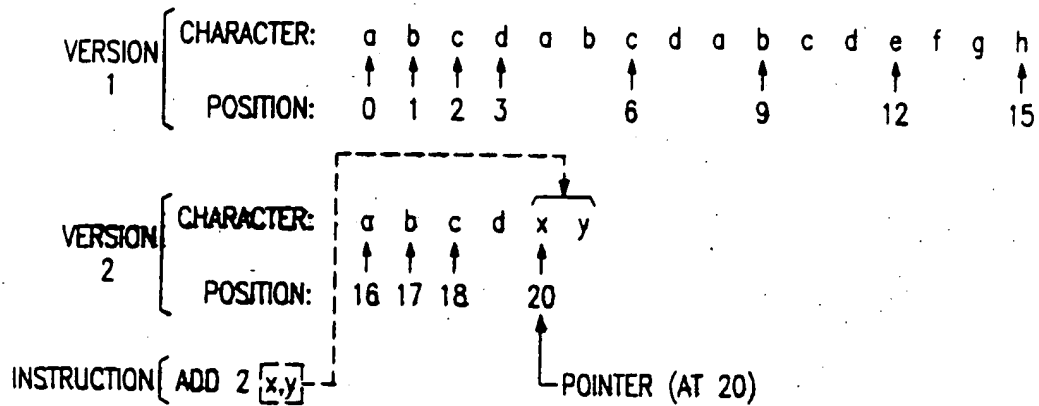 VERSION 1
CHARACTER: a b c d a b c d a b c d e f g h
POSITION: 0 1 2 3 6 9 12 15
VERSION 2
CHARACTER: a b c d x y
POSITION: 16 17 18 20
INSTRUCTION ADD 2 x,y
POINTER (AT 20)